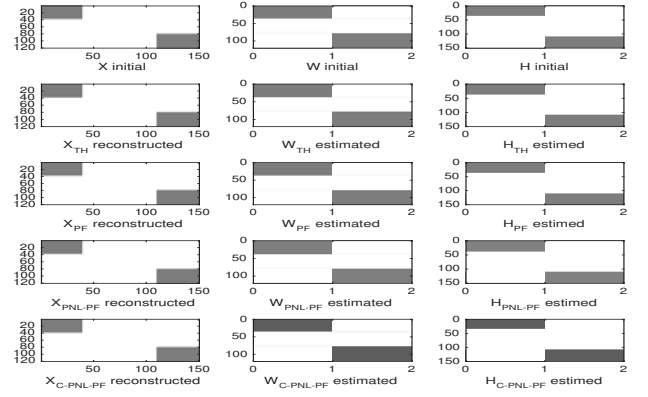 20
40
60
80
100
120
50 100 150
X initial
0
50
100
0 1 2
W initial
0
50
100
150
0 1 2
H initial
20
40
60
80
100
120
50 100 150
X_TH reconstructed
0
50
100
0 1 2
W_TH estimated
0
50
100
150
0 1 2
H_TH estimed
20
40
60
80
100
120
50 100 150
X_PF reconstructed
0
50
100
0 1 2
W_PF estimated
0
50
100
150
0 1 2
H_PF estimed
20
40
60
80
100
120
50 100 150
X_PNL-PF reconstructed
0
50
100
0 1 2
W_PNL-PF estimated
0
50
100
150
0 1 2
H_PNL-PF estimed
20
40
60
80
100
120
50 100 150
X_C-PNL-PF reconstructed
0
50
100
0 1 2
W_C-PNL-PF estimated
0
50
100
150
0 1 2
H_C-PNL-PF estimed